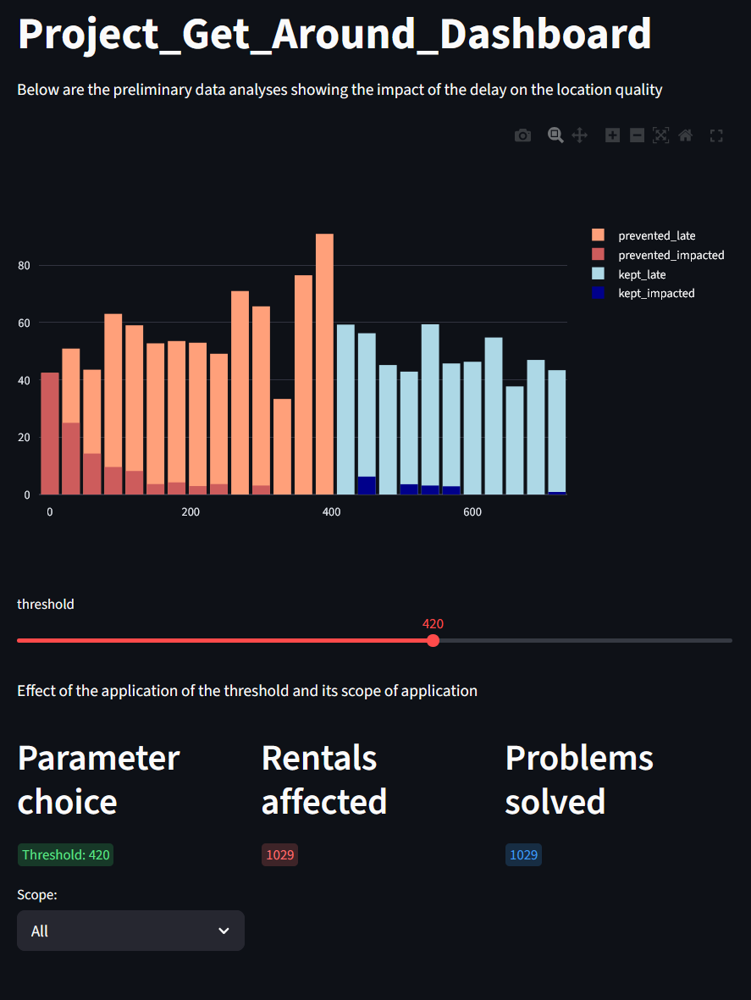 Project_Get_Around_Dashboard
Below are the preliminary data analyses showing the impact of the delay on the location quality
prevented_late
prevented_impacted
kept_late
kept_impacted
80
60
40
20
0
0 200 400 600
threshold
420
Effect of the application of the threshold and its scope of application
Parameter
choice
Threshold: 420
Scope:
All
Rentals
affected
1029
Problems
solved
1029